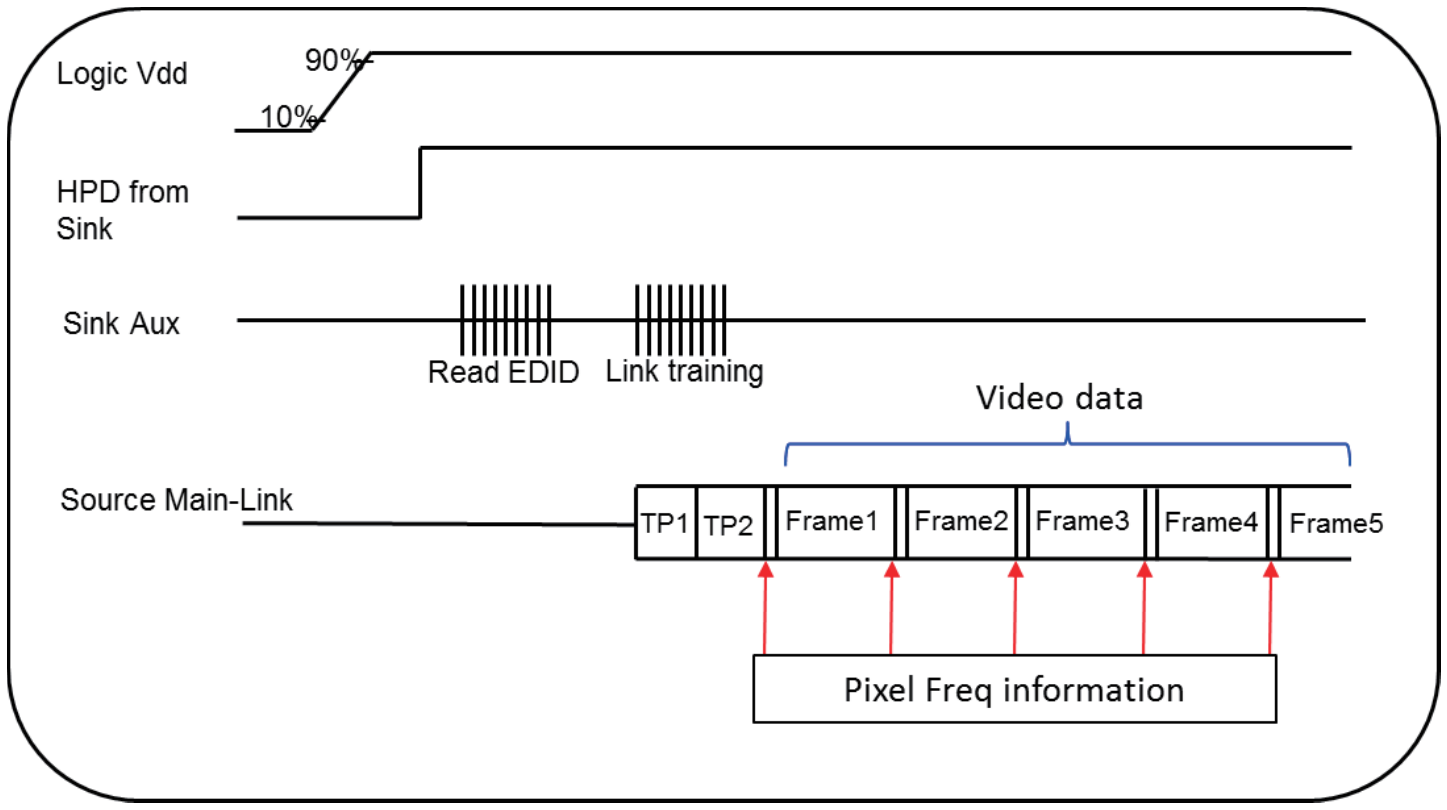 90%
Logic Vdd
10%
HPD from
Sink
Sink Aux
Read EDID
Link training
Video data
Source Main-Link
TP1
TP2
Frame1
Frame2
Frame3
Frame4
Frame5
Pixel Freq information